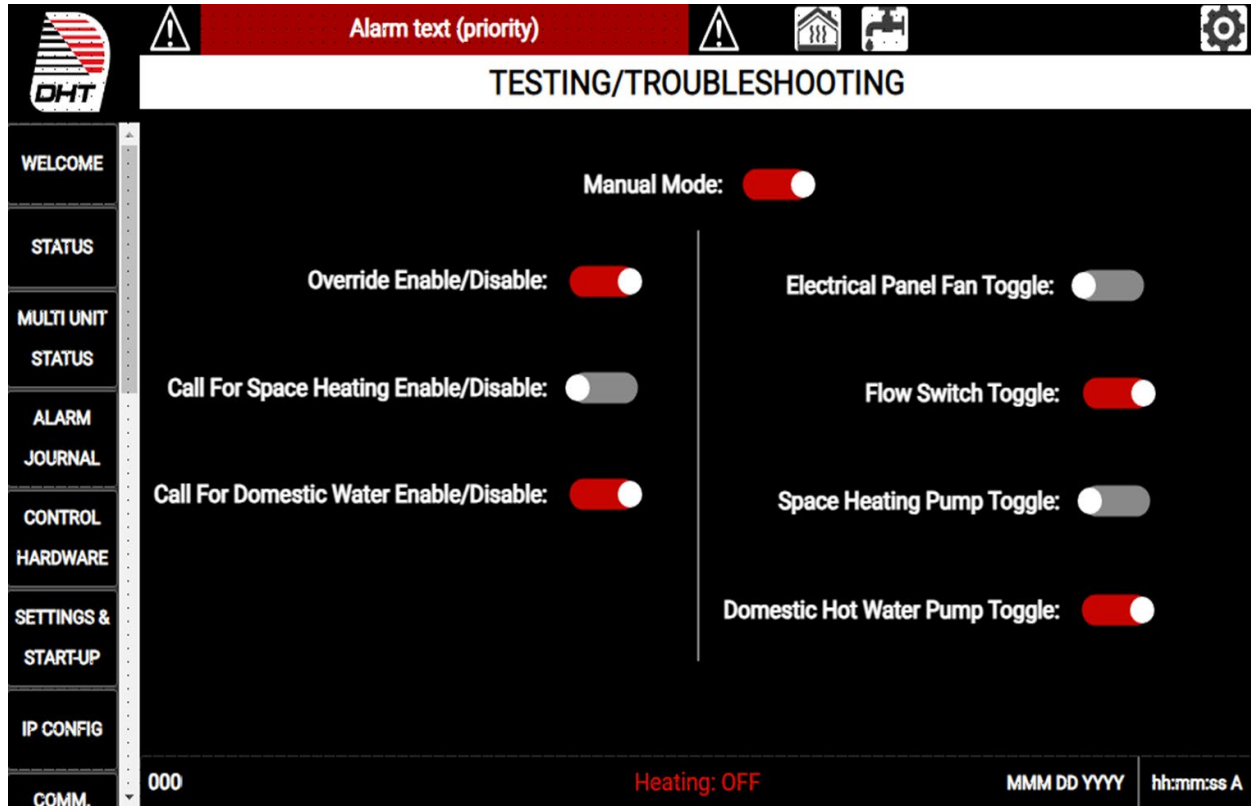 DHT
Alarm text (priority)
TESTING/TROUBLESHOOTING
WELCOME
STATUS
MULTI UNIT
STATUS
ALARM
JOURNAL
CONTROL
HARDWARE
SETTINGS &
START-UP
IP CONFIG
COMM.
Manual Mode:
Override Enable/Disable:
Call For Space Heating Enable/Disable:
Call For Domestic Water Enable/Disable:
Electrical Panel Fan Toggle:
Flow Switch Toggle:
Space Heating Pump Toggle:
Domestic Hot Water Pump Toggle:
000
Heating: OFF
MMM DD YYYY
hh:mm:ss A